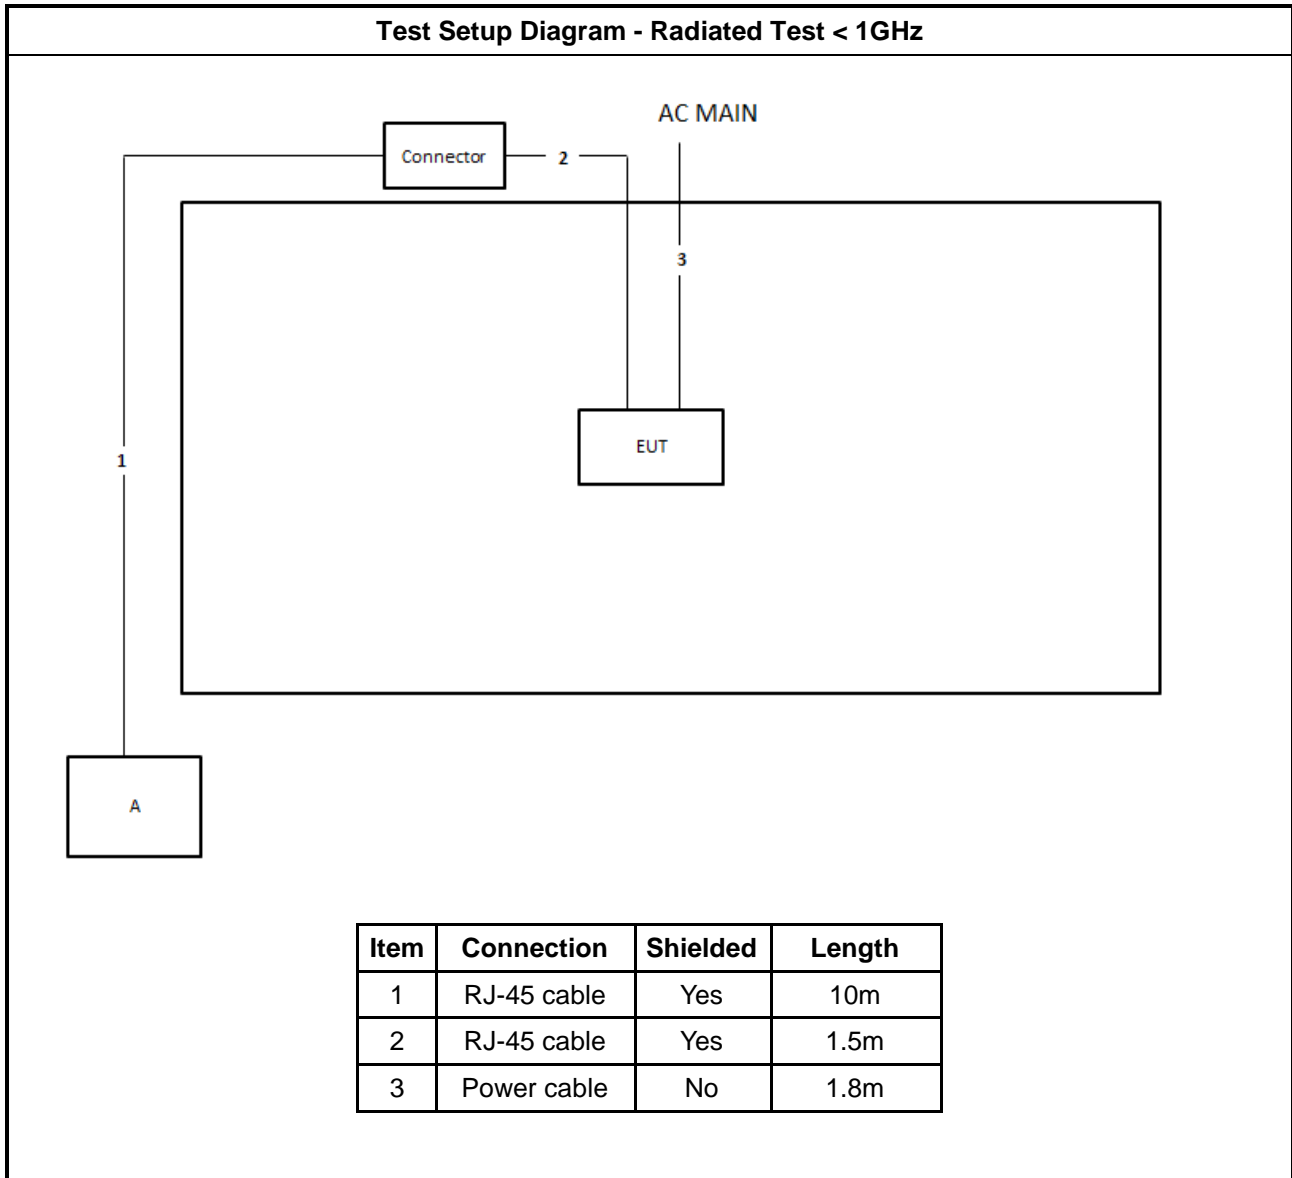 Test Setup Diagram - Radiated Test < 1GHz
AC MAIN
Connector
2
3
EUT
1
A
Item Connection Shielded Length
1 RJ-45 cable Yes 10m
2 RJ-45 cable Yes 1.5m
3 Power cable No 1.8m